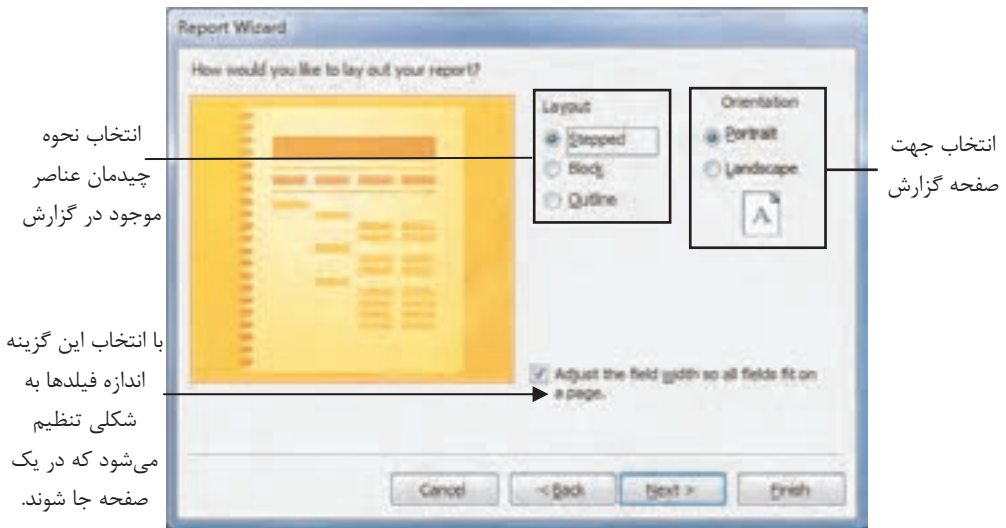 Report Wizard
How would you like to lay out your report?
Layout
Stepped
Block
Outline
Orientation
Portrait
Landscape
A
Adjust the field width so all fields fit on
a page.
Cancel
< Back
Next >
Finish
انتخاب نحوه
چیدمان عناصر
موجود در گزارش
انتخاب جهت
صفحه گزارش
با انتخاب این گزینه
اندازه فیلدها به
شکلی تنظیم
می‌شود که در یک
صفحه جا شوند.